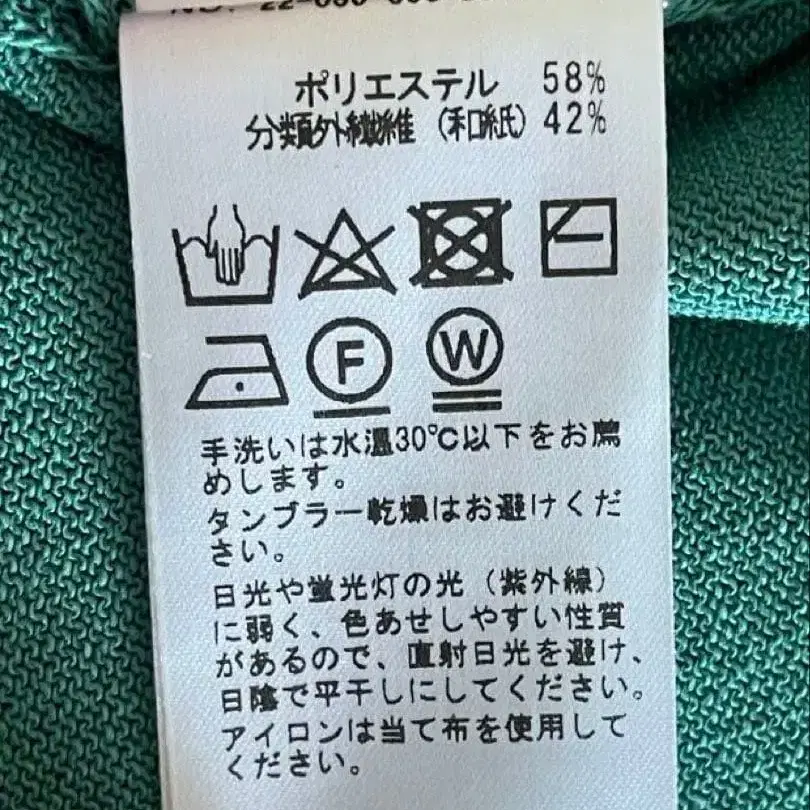 ポリエステル 58%
分類外繊維 (和紙) 42%
F W
手洗いは水温30℃以下をお薦
めします。
タンブラー乾燥はお避けくだ
さい。
日光や蛍光灯の光(紫外線)
に弱く、色あせしやすい性質
があるので、直射日光を避け、
日陰で平干しにしてください。
アイロンは当て布を使用して
ください。